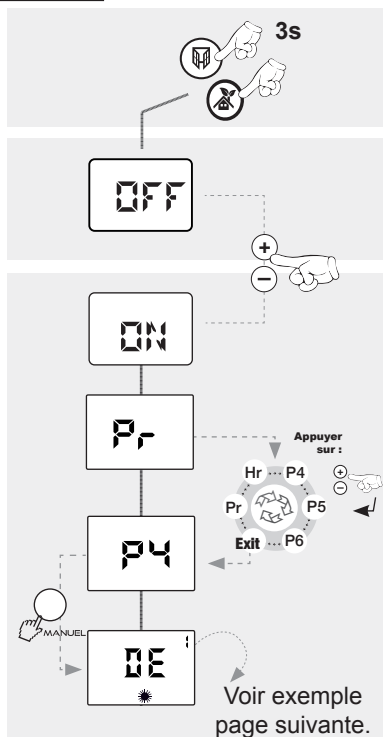 3s
OFF
+
−
ON
Pr
Appuyer
sur :
Hr P4
+
−
Pr P5
Exit P6
P4
MANUEL
DE 1
Voir exemple
page suivante.